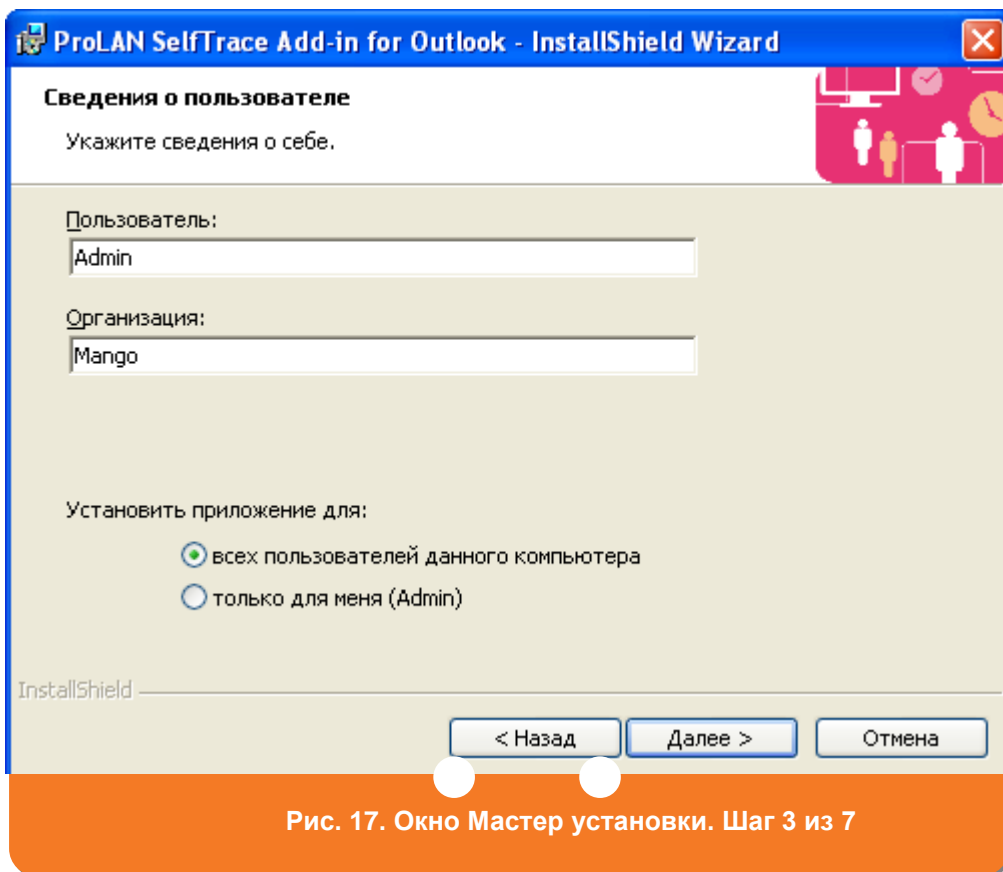 ProLAN SelfTrace Add-in for Outlook - InstallShield Wizard
Сведения о пользователе
Укажите сведения о себе.
Пользователь:
Admin
Организация:
Mango
Установить приложение для:
всех пользователей данного компьютера
только для меня (Admin)
InstallShield
< Назад Далее > Отмена
Рис. 17. Окно Мастер установки. Шаг 3 из 7